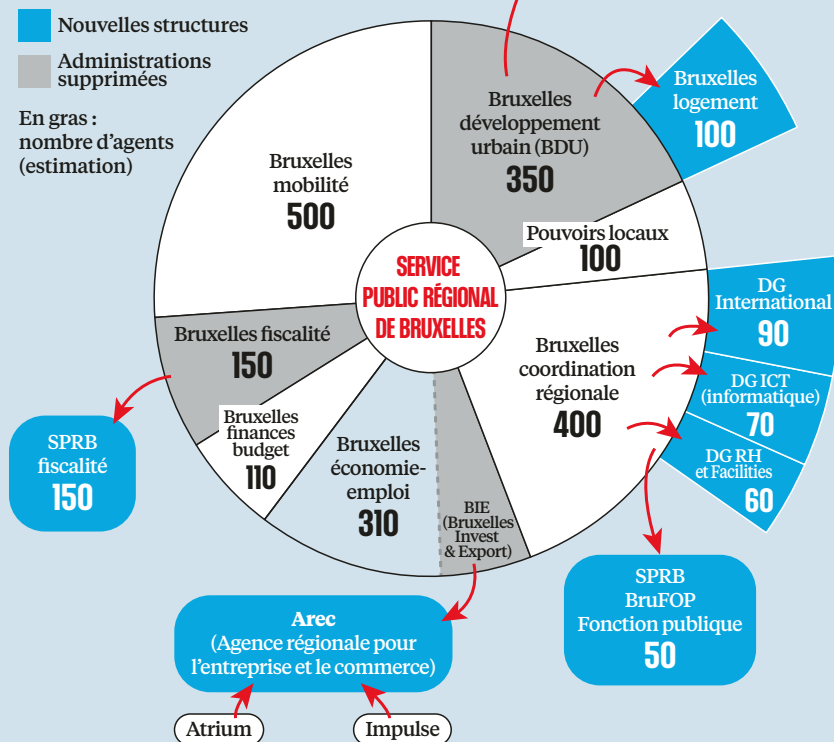 Nouvelles structures
Administrations
supprimées
En gras :
nombre d'agents
(estimation)
Bruxelles
mobilité
500
Bruxelles
développement
urbain (BDU)
350
Bruxelles
logement
100
Pouvoirs locaux
100
SERVICE
PUBLIC RÉGIONAL
DE BRUXELLES
DG
International
90
Bruxelles
coordination
régionale
400
DG ICT
(informatique)
70
DG RH
et Facilities
60
Bruxelles fiscalité
150
SPRB
fiscalité
150
Bruxelles
finances
budget
110
Bruxelles
économie-
emploi
310
BIE
(Bruxelles
Invest
& Export)
SPRB
BruFOP
Fonction publique
50
Arec
(Agence régionale pour
l'entreprise et le commerce)
Atrium
Impulse